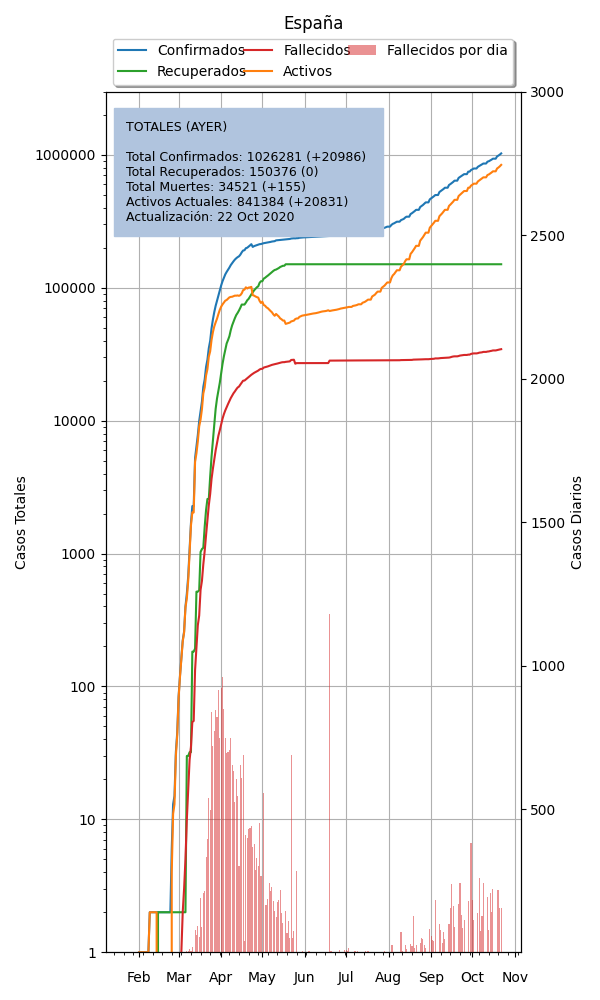 España
Confirmados
Fallecidos
Fallecidos por dia
Recuperados
Activos
TOTALES (AYER)
Total Confirmados: 1026281 (+20986)
Total Recuperados: 150376 (0)
Total Muertes: 34521 (+155)
Activos Actuales: 841384 (+20831)
Actualización: 22 Oct 2020
Casos Totales
1000000
100000
10000
1000
100
10
1
3000
2500
2000
1500
1000
500
Casos Diarios
Feb Mar Apr May Jun Jul Aug Sep Oct Nov